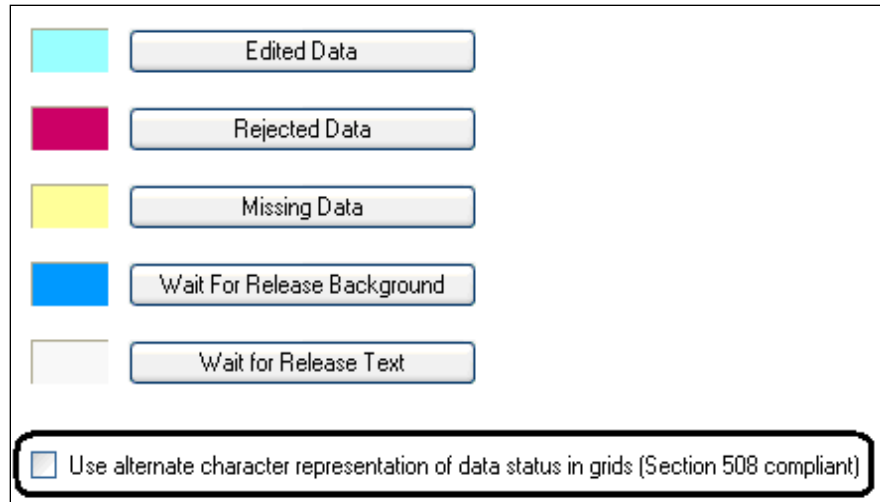 Edited Data
Rejected Data
Missing Data
Wait For Release Background
Wait for Release Text
Use alternate character representation of data status in grids (Section 508 compliant)